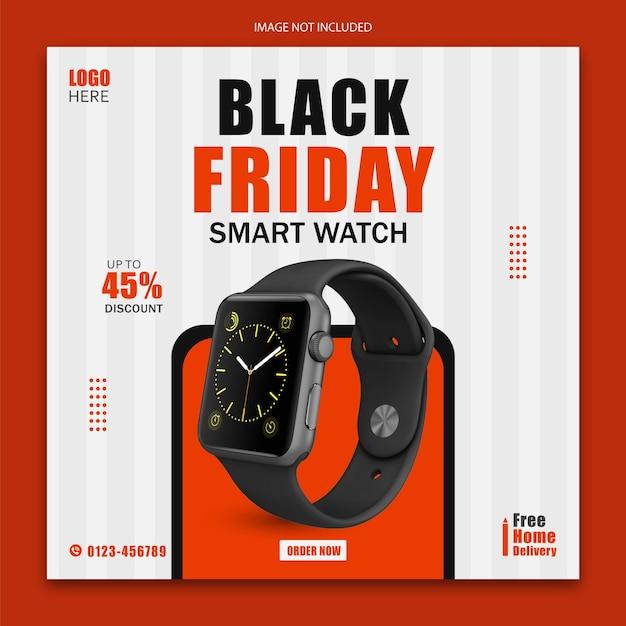 IMAGE NOT INCLUDED
LOGO
HERE
BLACK
FRIDAY
SMART WATCH
UP TO
45%
DISCOUNT
0123-456789
ORDER NOW
Free
Home
Delivery